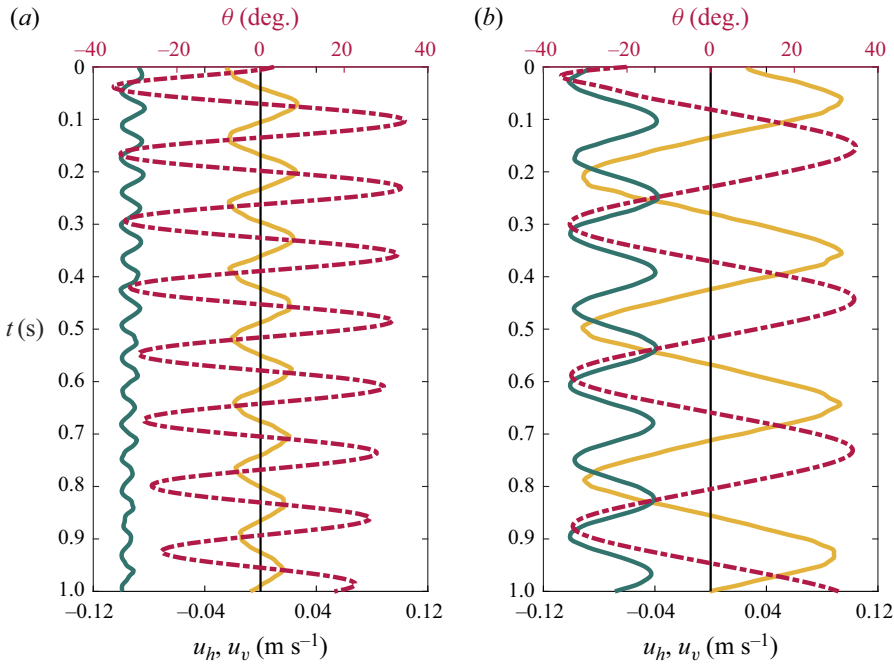 (a) θ (deg.) (b) θ (deg.)
–40 –20 0 20 40 –40 –20 0 20 40
0 0
0.1 0.1
0.2 0.2
0.3 0.3
0.4 0.4
t (s) 0.5 0.5
0.6 0.6
0.7 0.7
0.8 0.8
0.9 0.9
1.0 1.0
–0.12 –0.04 0.04 0.12 –0.12 –0.04 0.04 0.12
u_h, u_v (m s⁻¹) u_h, u_v (m s⁻¹)